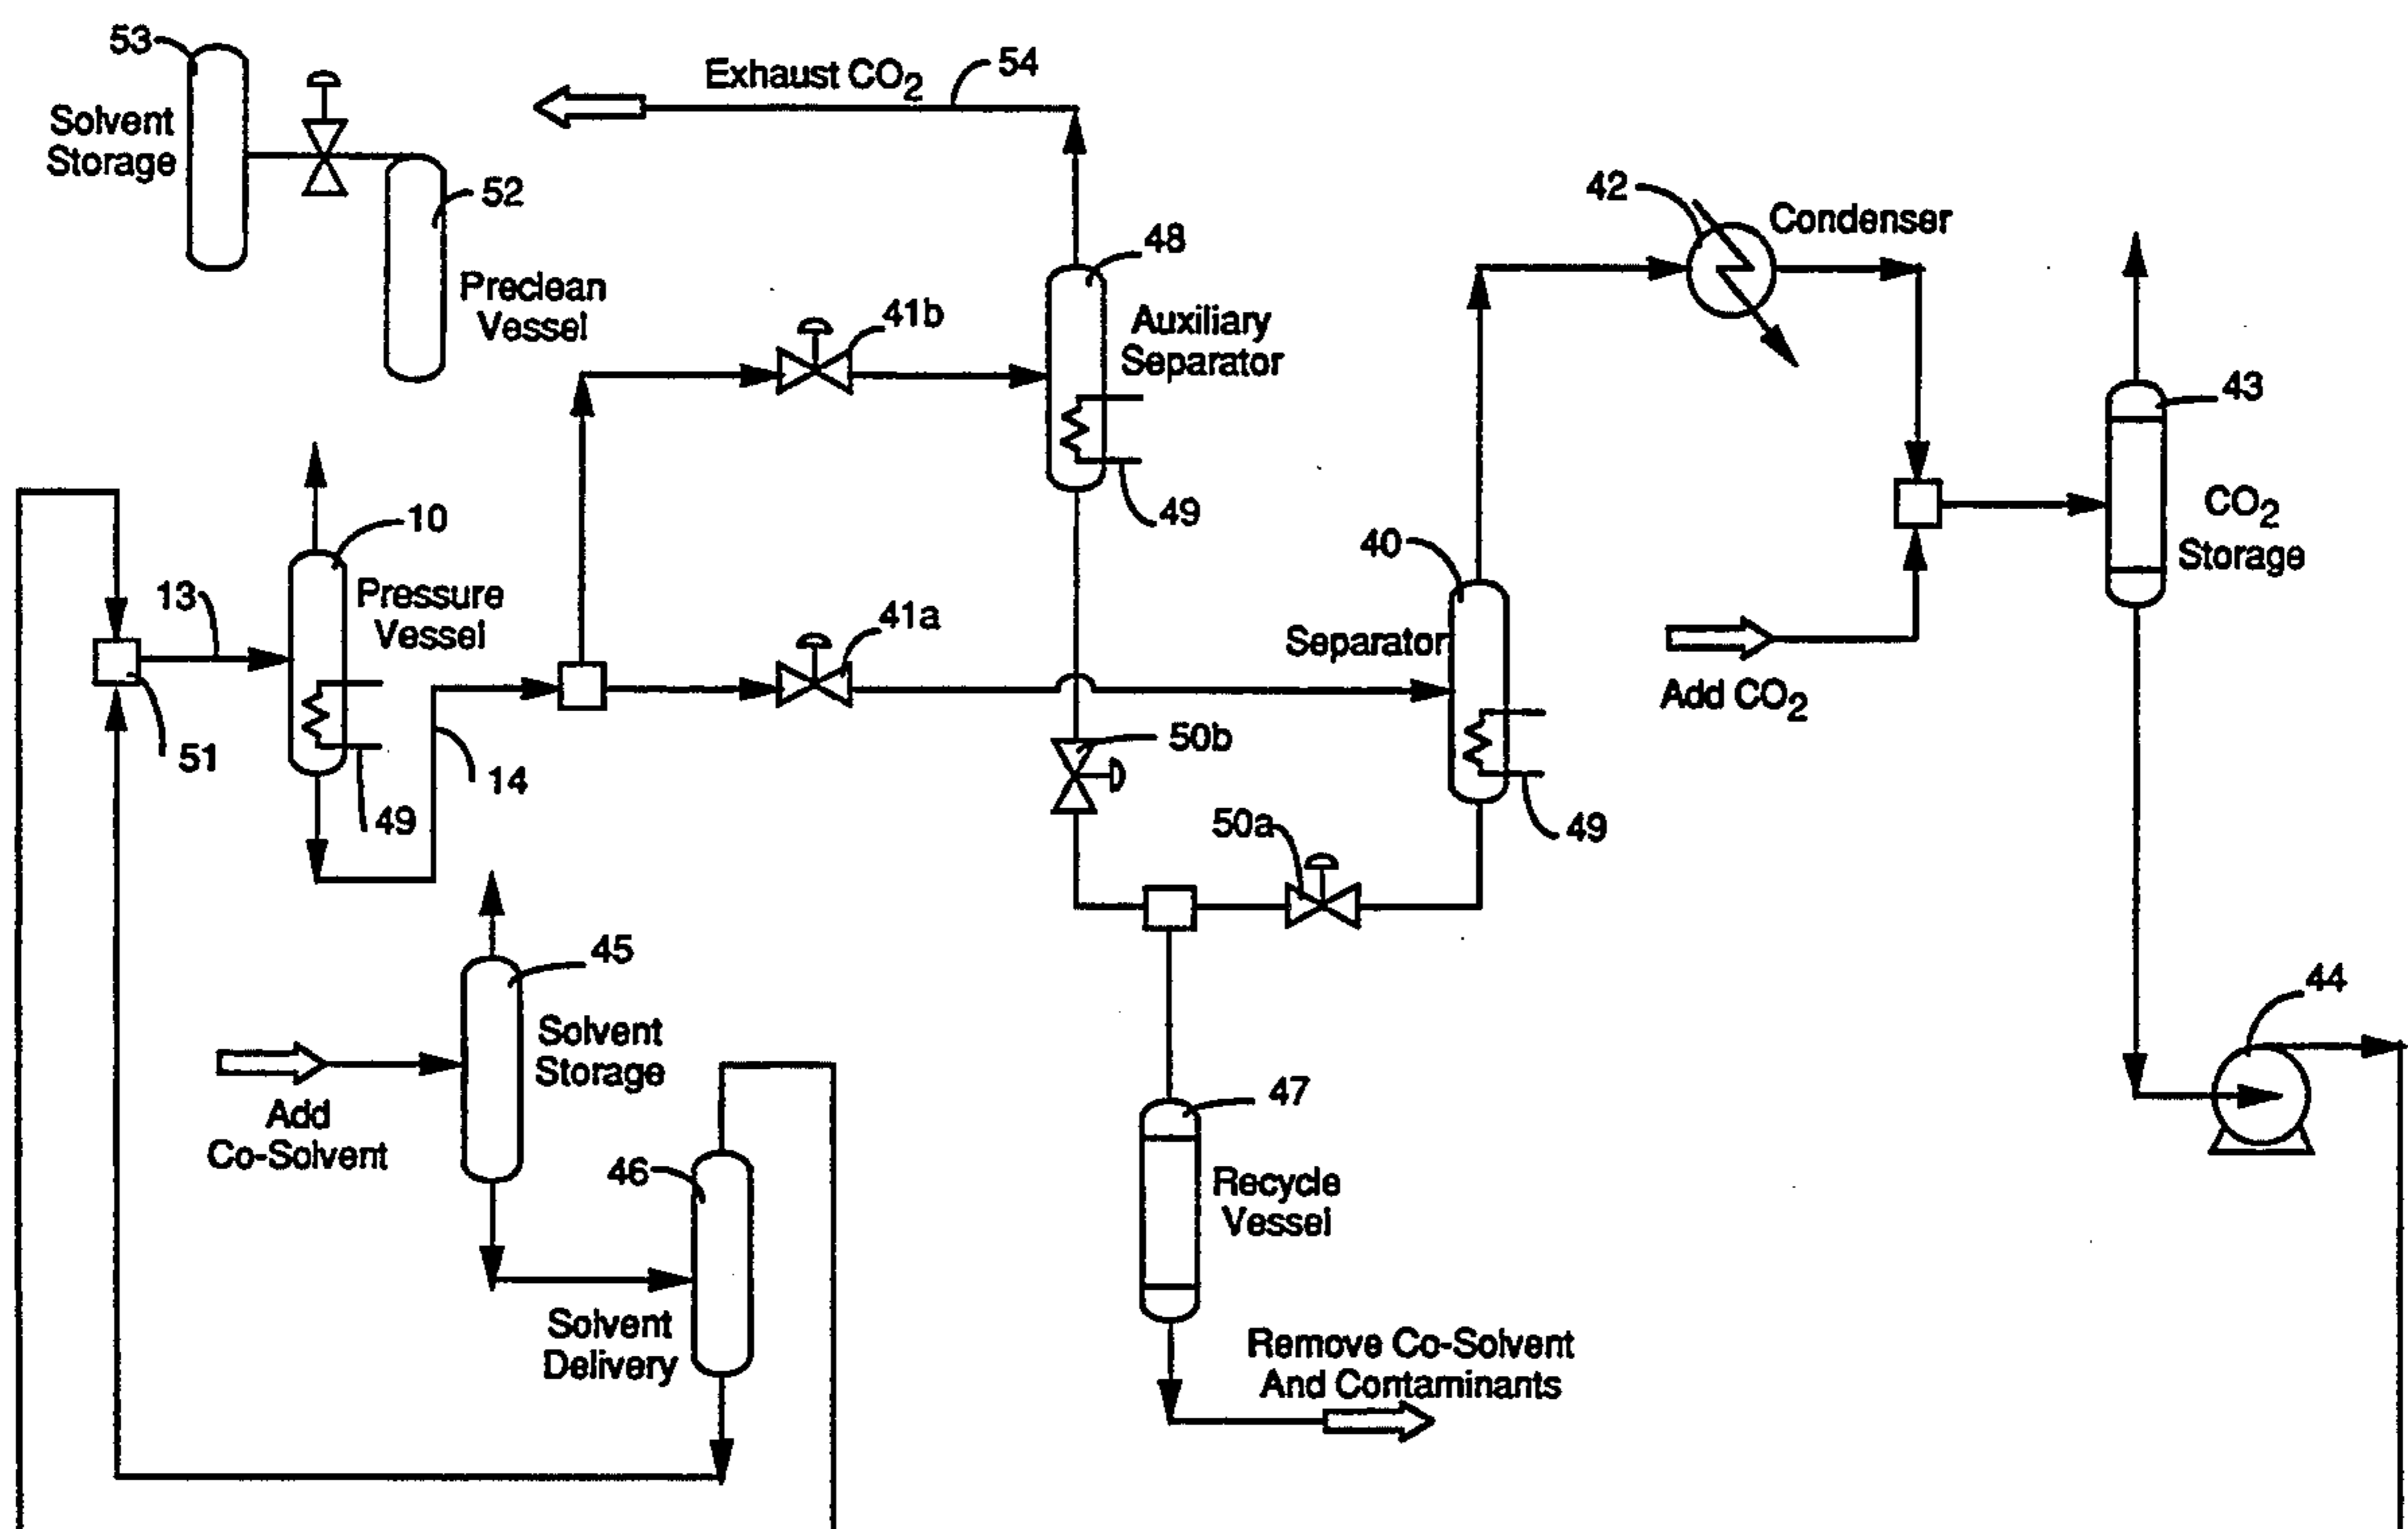 53
Solvent
Storage
52
Preclean
Vessel
Exhaust CO2
54
48
Auxiliary
Separator
49
41b
42
Condenser
43
CO2
Storage
Add CO2
10
Pressure
Vessel
13
51
49
14
41a
40
Separator
49
50b
50a
45
Solvent
Storage
Add
Co-Solvent
46
Solvent
Delivery
47
Recycle
Vessel
Remove Co-Solvent
And Contaminants
44